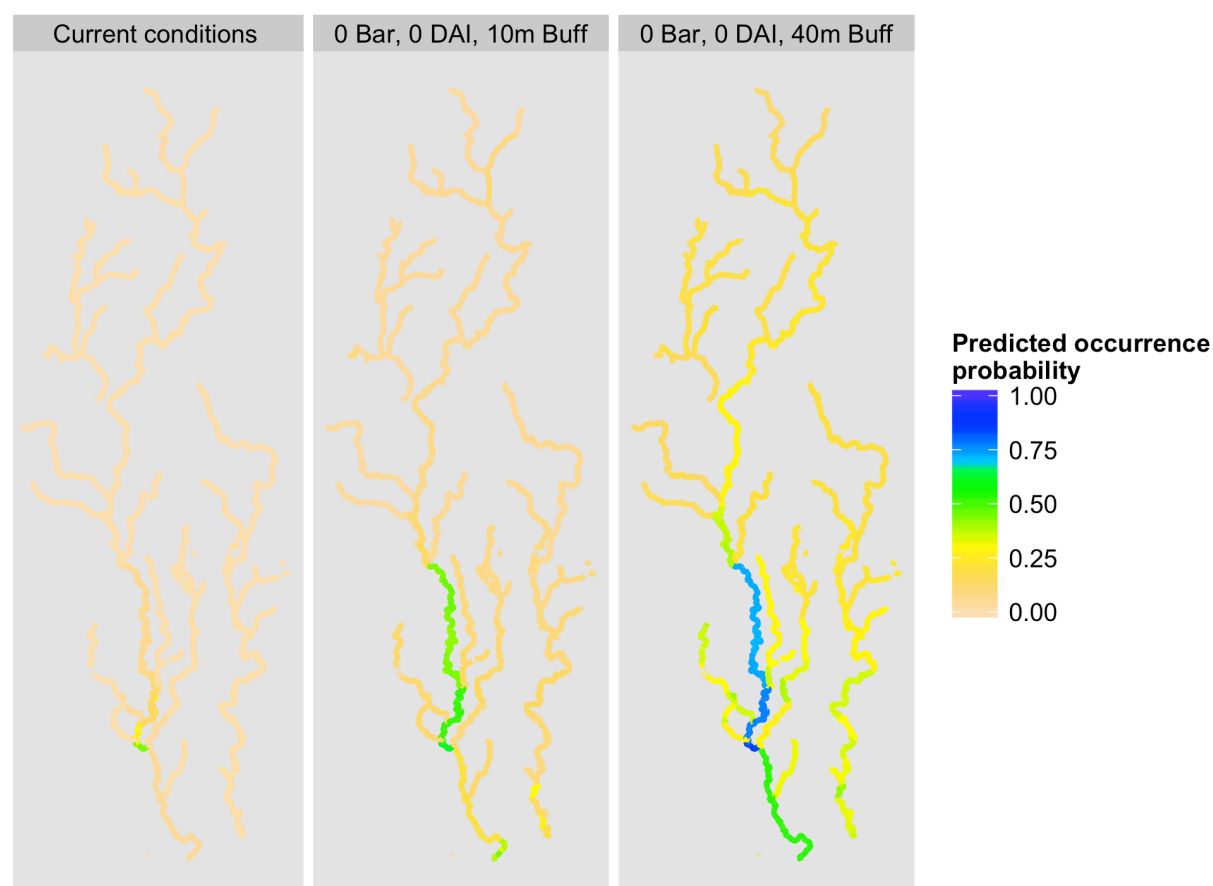 Current conditions
0 Bar, 0 DAI, 10m Buff
0 Bar, 0 DAI, 40m Buff
Predicted occurrence
probability
1.00
0.75
0.50
0.25
0.00